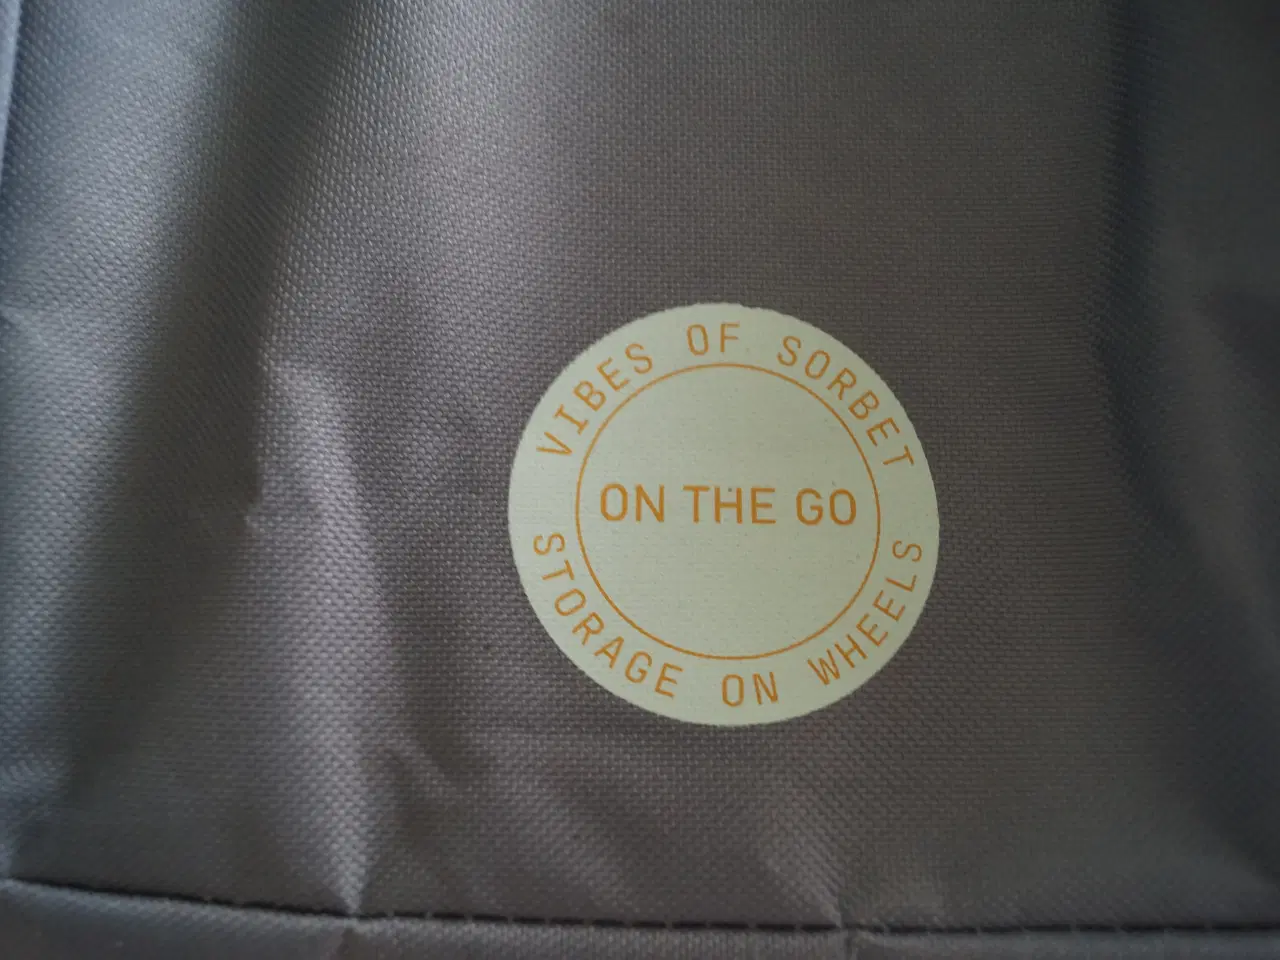 VIBES OF SORBET
ON THE GO
STORAGE ON WHEELS